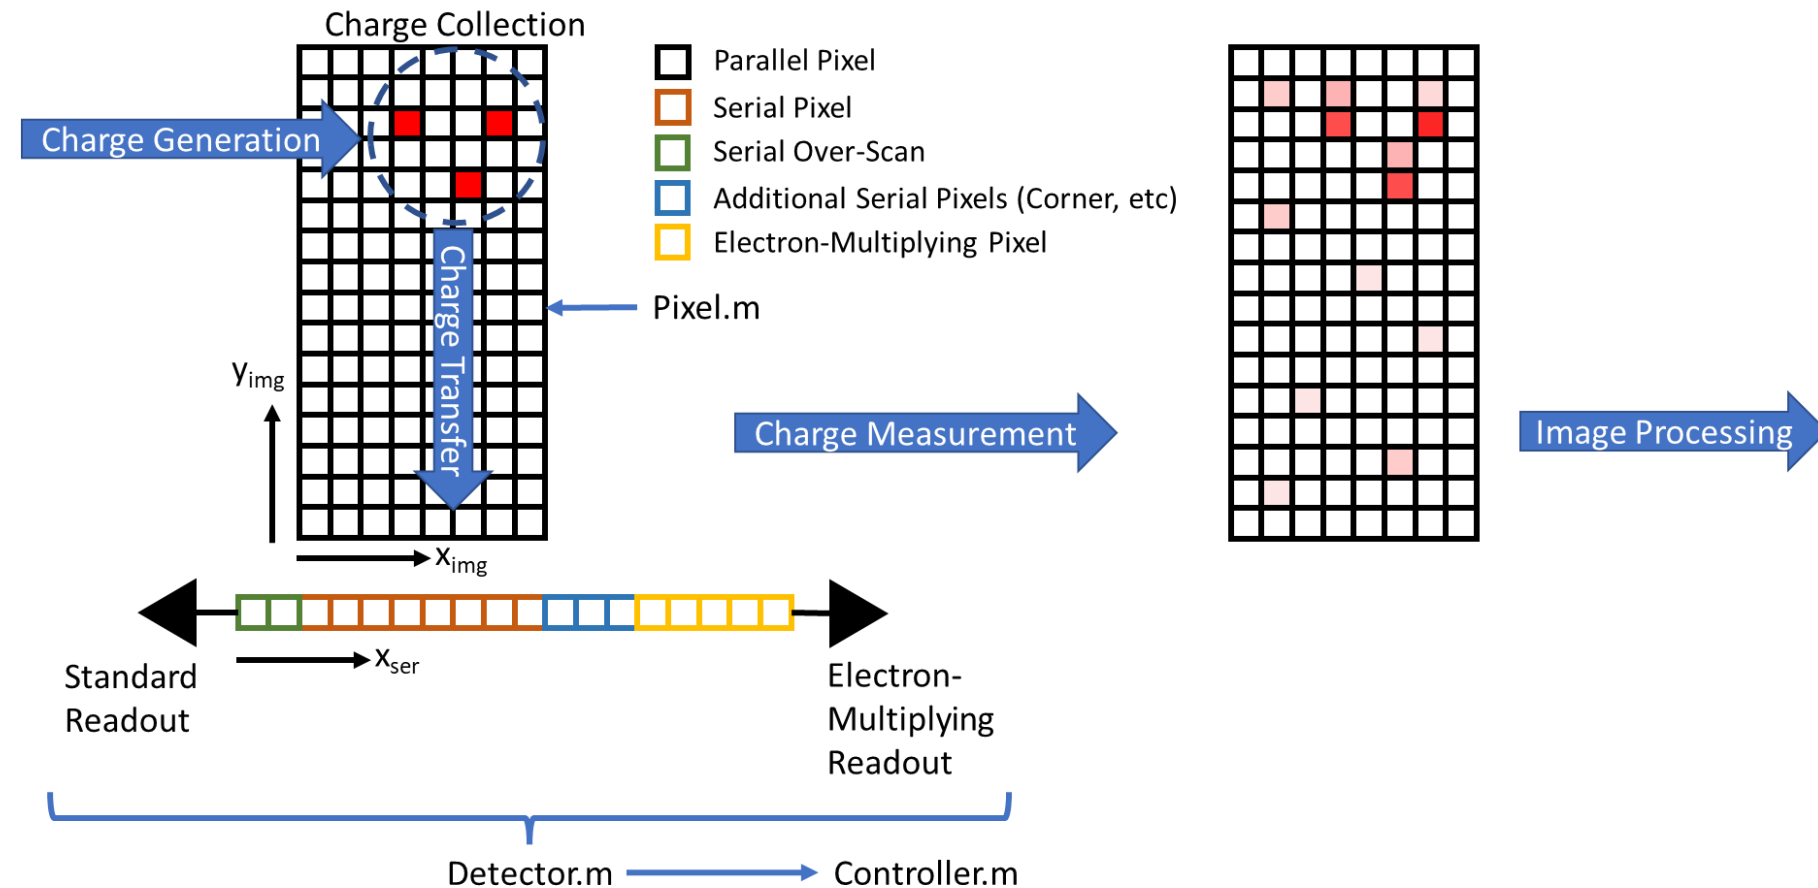 Charge Collection
Charge Generation
Charge Transfer
Parallel Pixel
Serial Pixel
Serial Over-Scan
Additional Serial Pixels (Corner, etc)
Electron-Multiplying Pixel
Pixel.m
yimg
ximg
Charge Measurement
Image Processing
xser
Standard
Readout
Electron-
Multiplying
Readout
Detector.m
Controller.m